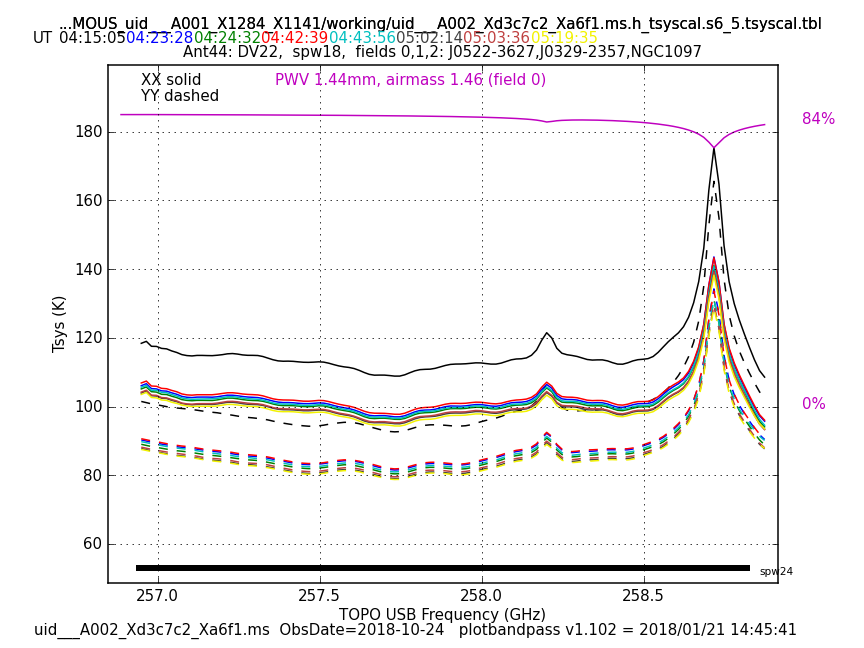 ...MOUS_uid___A001_X1284_X1141/working/uid___A002_Xd3c7c2_Xa6f1.ms.h_tsyscal.s6_5.tsyscal.tbl
UT 04:15:05 04:23:28 04:24:32 04:42:39 04:43:56 05:02:14 05:03:36 05:19:35
Ant44: DV22, spw18, fields 0,1,2: J0522-3627,J0329-2357,NGC1097
XX solid
PWV 1.44mm, airmass 1.46 (field 0)
YY dashed
84%
180
160
140
120
100
80
60
Tsys (K)
0%
spw24
257.0 257.5 258.0 258.5
TOPO USB Frequency (GHz)
uid___A002_Xd3c7c2_Xa6f1.ms ObsDate=2018-10-24 plotbandpass v1.102 = 2018/01/21 14:45:41